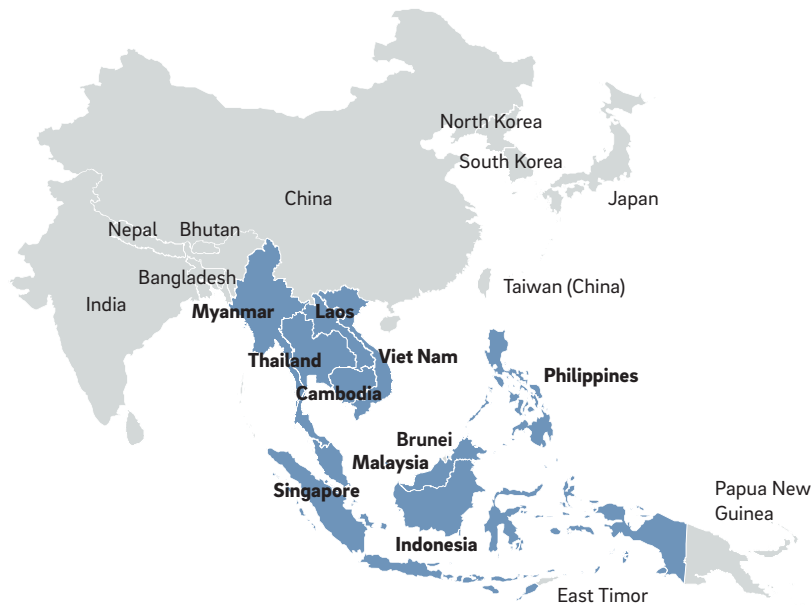 North Korea
South Korea
China
Japan
Nepal
Bhutan
Bangladesh
India
Taiwan (China)
Myanmar
Laos
Thailand
Viet Nam
Cambodia
Philippines
Brunei
Malaysia
Singapore
Papua New
Guinea
Indonesia
East Timor